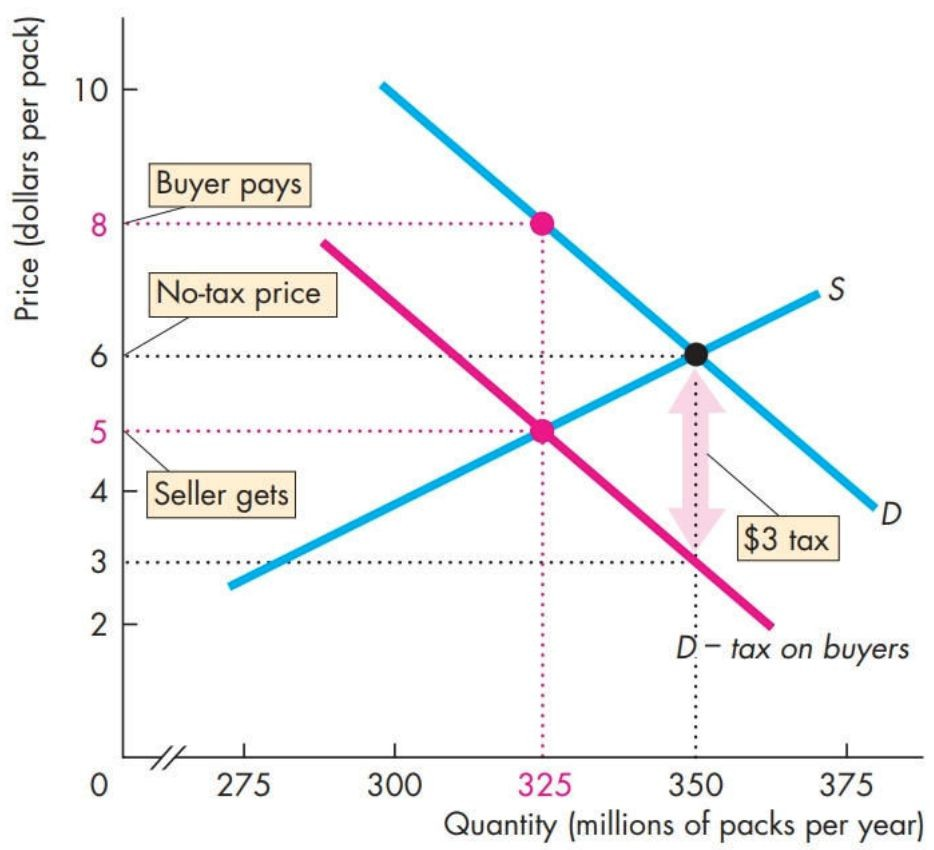 Price (dollars per pack)
10
Buyer pays
8
No-tax price
S
6
5
4
Seller gets
D
$3 tax
3
2
D – tax on buyers
0
275
300
325
350
375
Quantity (millions of packs per year)